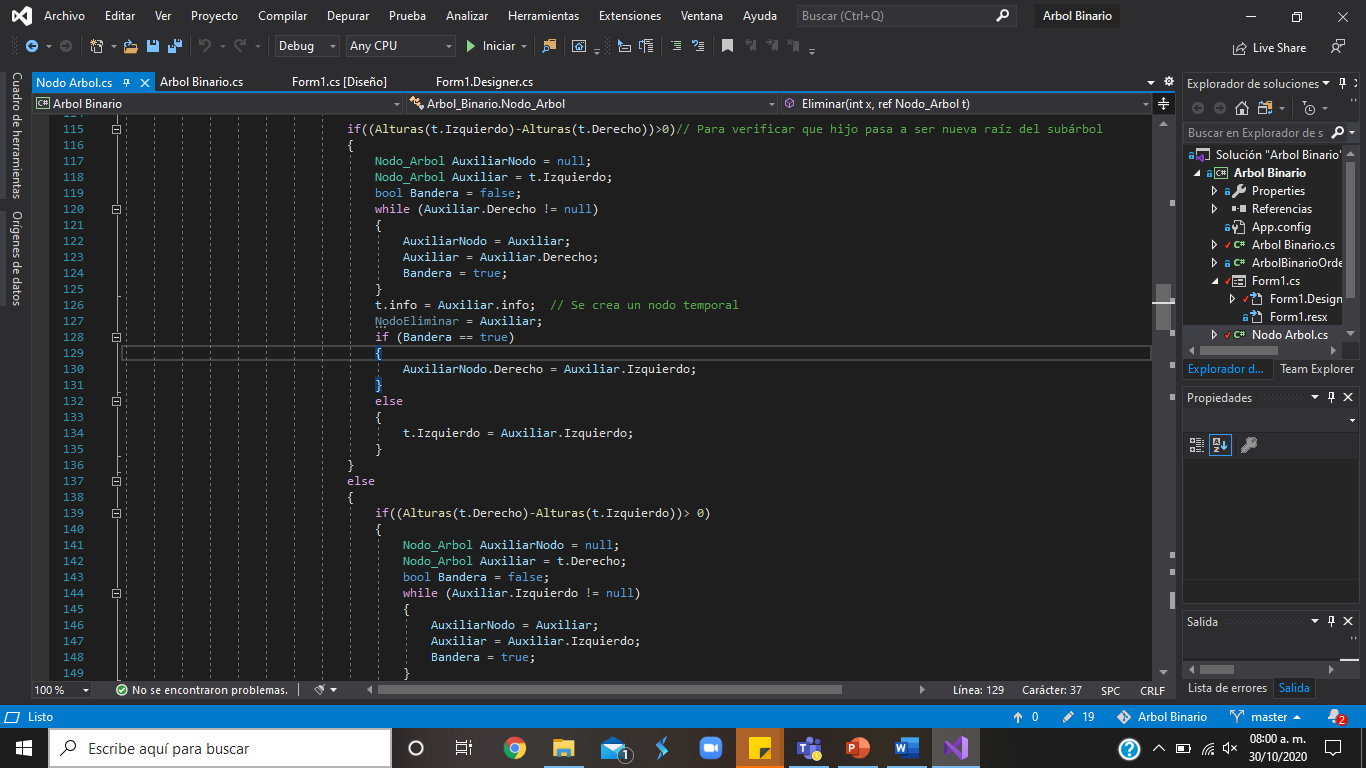 Archivo Editar Ver Proyecto Compilar Depurar Prueba Analizar Herramientas Extensiones Ventana Ayuda Buscar (Ctrl+Q) Arbol Binario
Debug Any CPU Iniciar Live Share
Cuadro de herramientas
Orígenes de datos
Nodo Arbol.cs Arbol Binario.cs Form1.cs [Diseño] Form1.Designer.cs
Arbol Binario Arbol_Binario.Nodo_Arbol Eliminar(int x, ref Nodo_Arbol t)
115 if((Alturas(t.Izquierdo)-Alturas(t.Derecho))>0)// Para verificar que hijo pasa a ser nueva raíz del subárbol
116 {
117 Nodo_Arbol AuxiliarNodo = null;
118 Nodo_Arbol Auxiliar = t.Izquierdo;
119 bool Bandera = false;
120 while (Auxiliar.Derecho != null)
121 {
122 AuxiliarNodo = Auxiliar;
123 Auxiliar = Auxiliar.Derecho;
124 Bandera = true;
125 }
126 t.info = Auxiliar.info; // Se crea un nodo temporal
127 NodoEliminar = Auxiliar;
128 if (Bandera == true)
129 {
130 AuxiliarNodo.Derecho = Auxiliar.Izquierdo;
131 }
132 else
133 {
134 t.Izquierdo = Auxiliar.Izquierdo;
135 }
136 }
137 else
138 {
139 if((Alturas(t.Derecho)-Alturas(t.Izquierdo))> 0)
140 {
141 Nodo_Arbol AuxiliarNodo = null;
142 Nodo_Arbol Auxiliar = t.Derecho;
143 bool Bandera = false;
144 while (Auxiliar.Izquierdo != null)
145 {
146 AuxiliarNodo = Auxiliar;
147 Auxiliar = Auxiliar.Izquierdo;
148 Bandera = true;
149 }
100 % No se encontraron problemas. Línea: 129 Carácter: 37 SPC CRLF
Explorador de soluciones
Buscar en Explorador de s
Solución "Arbol Binario"
Arbol Binario
Properties
Referencias
App.config
Arbol Binario.cs
ArbolBinarioOrde
Form1.cs
Form1.Design
Form1.resx
Nodo Arbol.cs
Explorador d... Team Explorer
Propiedades
Salida
Lista de errores Salida
Listo 0 19 Arbol Binario master 2
Escribe aquí para buscar 1 08:00 a. m.
30/10/2020